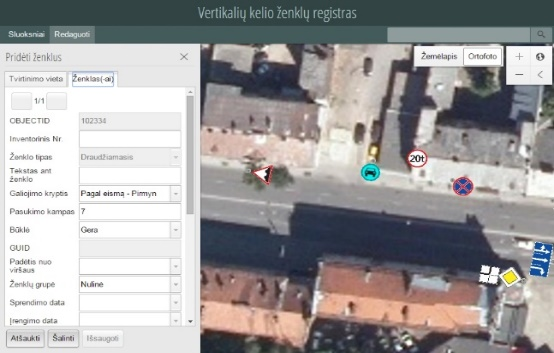 Vertikalių kelio ženklų registras
Sluoksniai Redaguoti
Pridėti ženklus
Tvirtinimo vieta Ženklas(-ai)
1/1
OBJECTID 102334
Inventorinis Nr.
Ženklo tipas Draudžiamasis
Tekstas ant ženklo
Galiojimo kryptis Pagal eismą - Pirmyn
Pasukimo kampas 7
Būklė Gera
GUID
Padėtis nuo viršaus
Ženklų grupė Nulinė
Sprendimo data
Įrengimo data
Atšaukti Šalinti Išsaugoti
Žemėlapis Ortofoto
20t